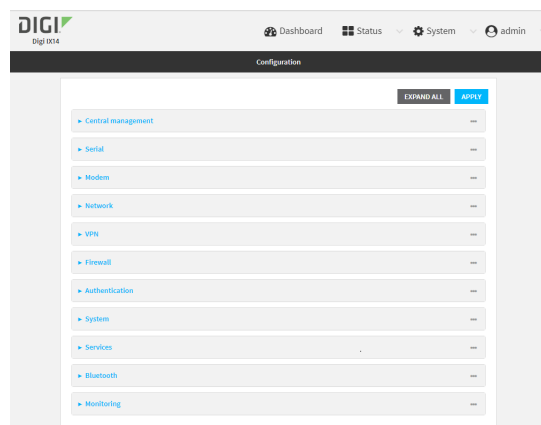 DIGI
Digi IX14
Dashboard
Status
System
admin
Configuration
EXPAND ALL
APPLY
Central management
Serial
Modem
Network
VPN
Firewall
Authentication
System
Services
Bluetooth
Monitoring